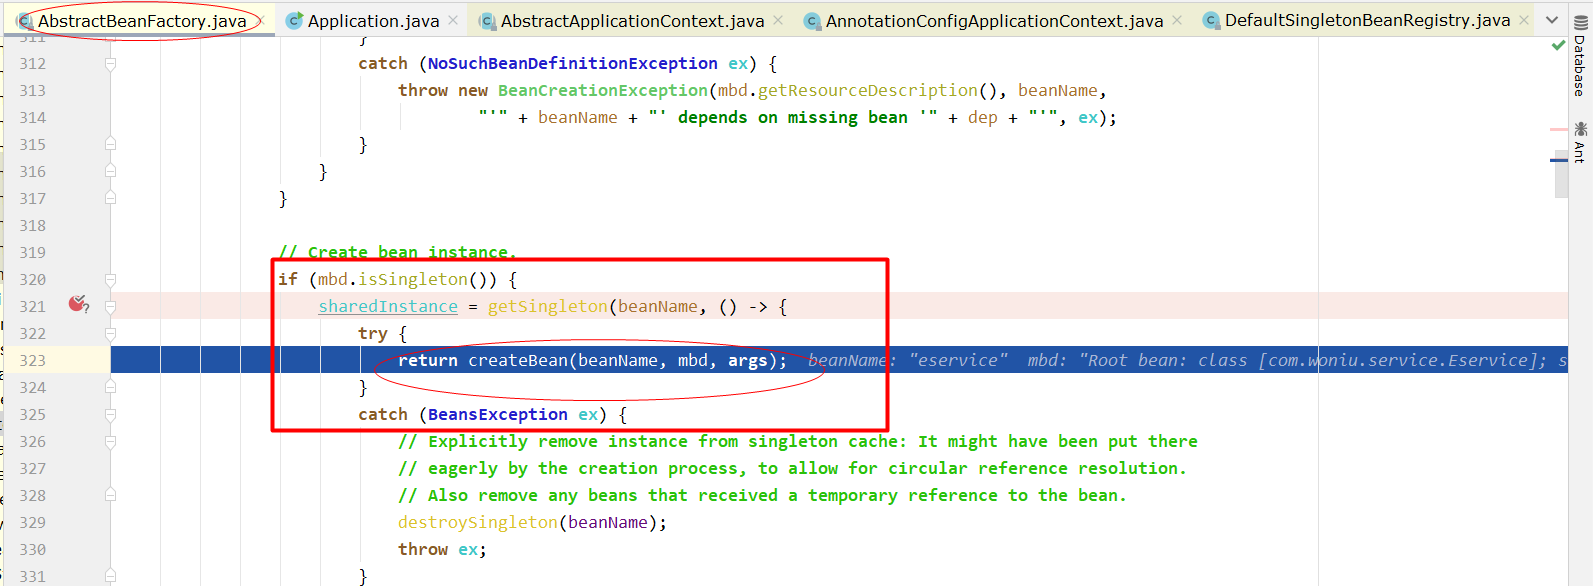 AbstractBeanFactory.java Application.java AbstractApplicationContext.java AnnotationConfigApplicationContext.java DefaultSingletonBeanRegistry.java
311 }
312 catch (NoSuchBeanDefinitionException ex) {
313 throw new BeanCreationException(mbd.getResourceDescription(), beanName,
314 "'" + beanName + "' depends on missing bean '" + dep + "'", ex);
315 }
316 }
317 }
318
319 // Create bean instance.
320 if (mbd.isSingleton()) {
321 sharedInstance = getSingleton(beanName, () -> {
322 try {
323 return createBean(beanName, mbd, args); beanName: "eservice" mbd: "Root bean: class [com.woniu.service.Eservice]; s
324 }
325 catch (BeansException ex) {
326 // Explicitly remove instance from singleton cache: It might have been put there
327 // eagerly by the creation process, to allow for circular reference resolution.
328 // Also remove any beans that received a temporary reference to the bean.
329 destroySingleton(beanName);
330 throw ex;
331 }
Database
Ant